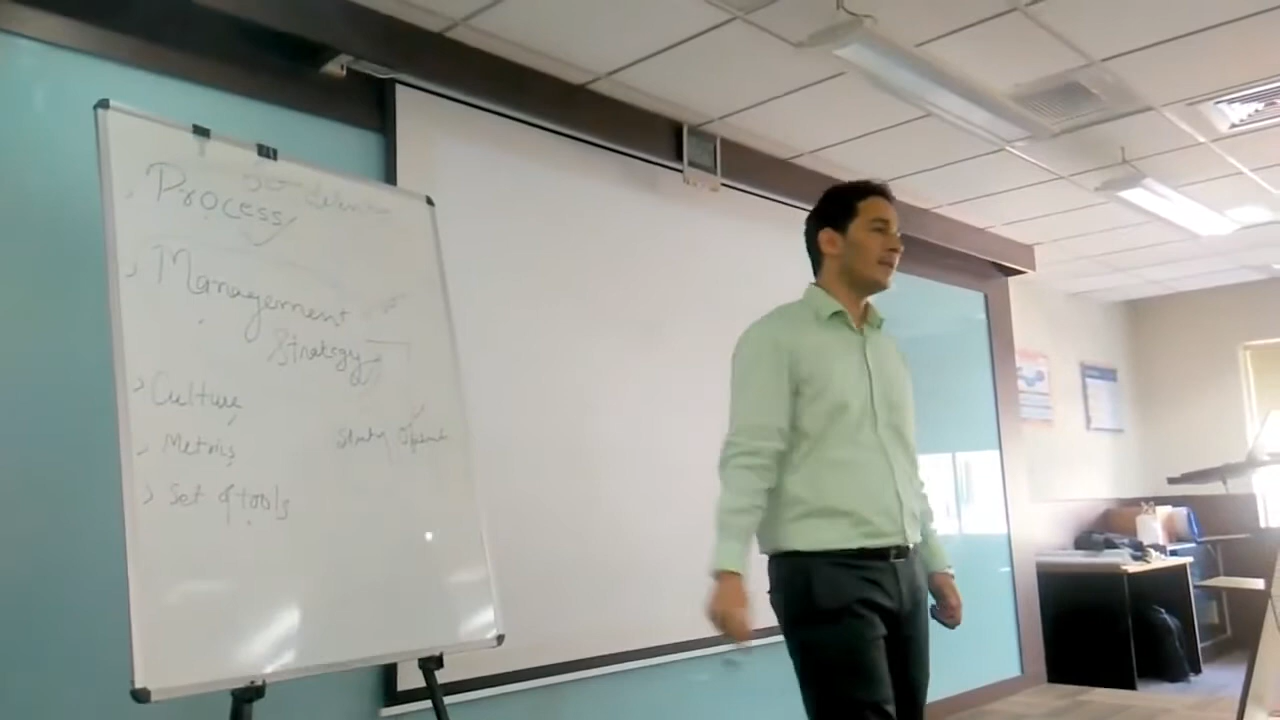 Process
Management
Strategy
Culture
Metrics
Set of tools